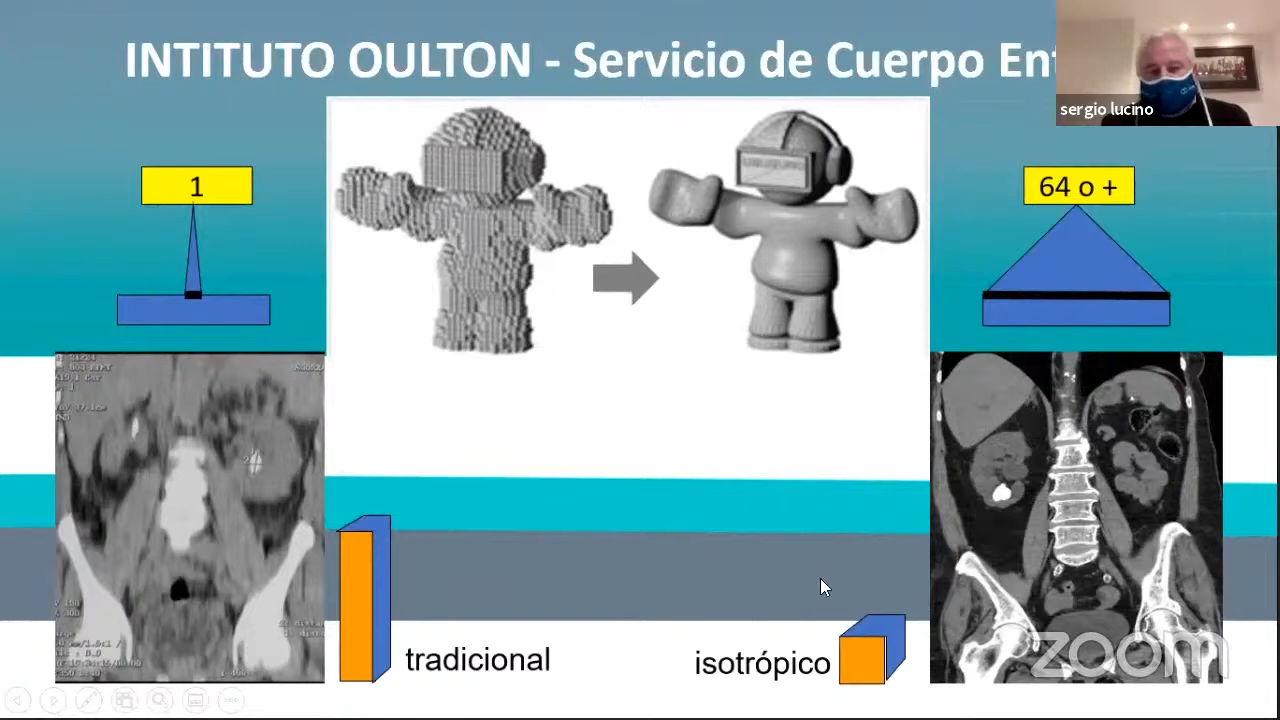 INTITUTO OULTON - Servicio de Cuerpo Ent
sergio lucino
1
64 o +
tradicional
isotrópico
zoom